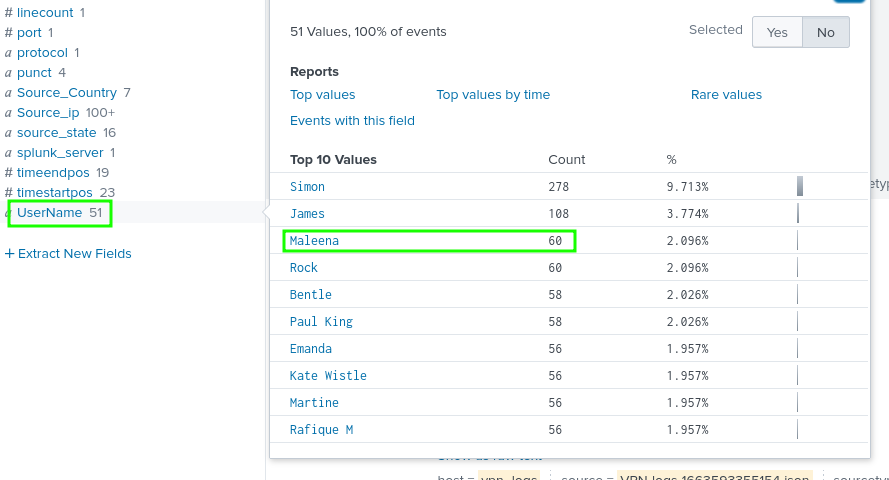 # linecount 1
# port 1
a protocol 1
a punct 4
a Source_Country 7
a Source_ip 100+
a source_state 16
a splunk_server 1
# timeendpos 19
# timestartpos 23
a UserName 51
+ Extract New Fields
51 Values, 100% of events
Selected Yes No
Reports
Top values Top values by time Rare values
Events with this field
Top 10 Values Count %
Simon 278 9.713%
James 108 3.774%
Maleena 60 2.096%
Rock 60 2.096%
Bentle 58 2.026%
Paul King 58 2.026%
Emanda 56 1.957%
Kate Wistle 56 1.957%
Martine 56 1.957%
Rafique M 56 1.957%
host = vpn_logs source =